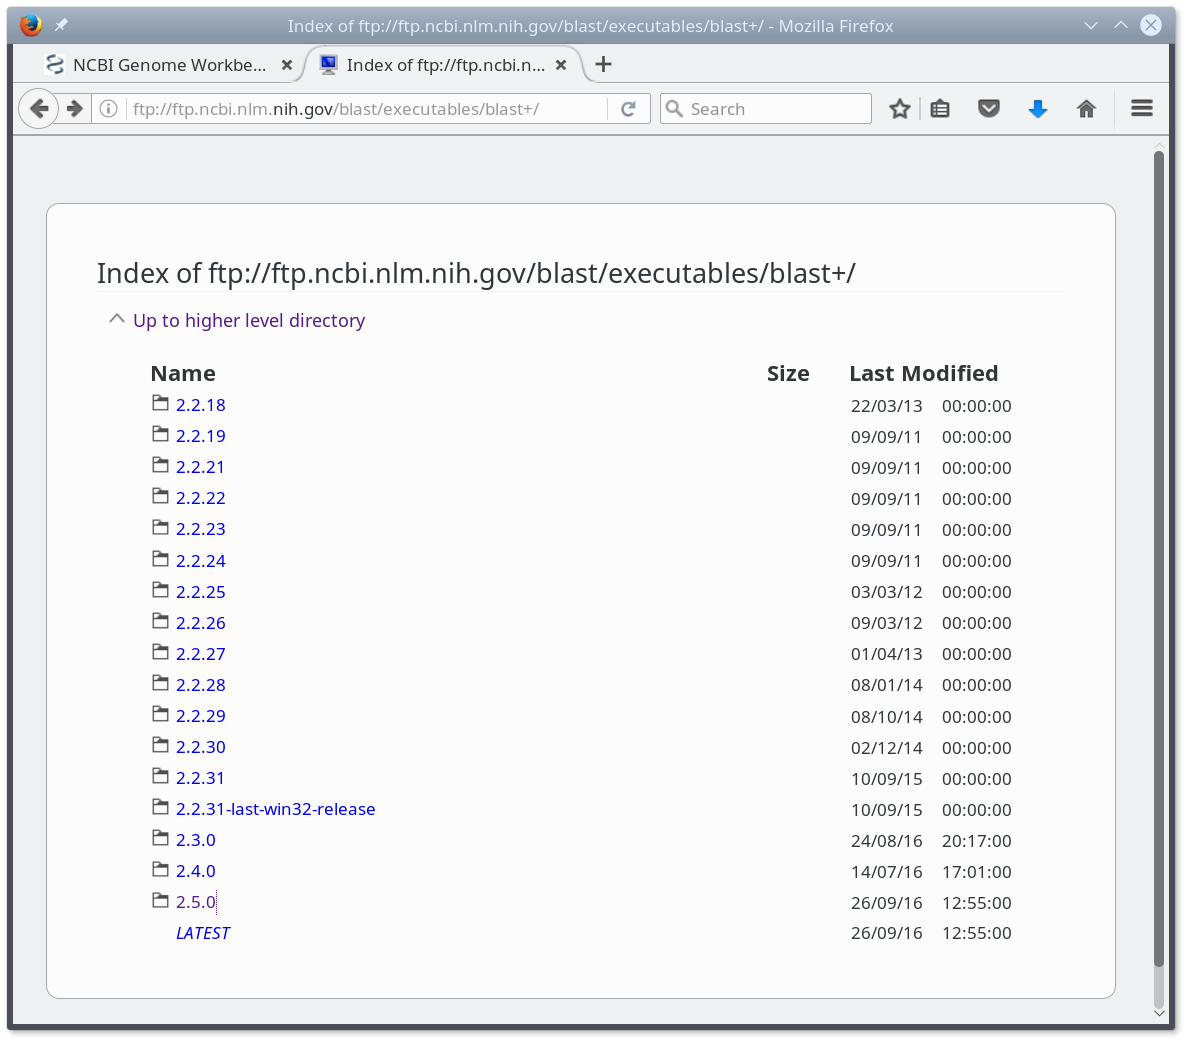 Index of ftp://ftp.ncbi.nlm.nih.gov/blast/executables/blast+/ - Mozilla Firefox
NCBI Genome Workbe... Index of ftp://ftp.ncbi.n...
ftp://ftp.ncbi.nlm.nih.gov/blast/executables/blast+/ Search
Index of ftp://ftp.ncbi.nlm.nih.gov/blast/executables/blast+/
Up to higher level directory
Name Size Last Modified
2.2.18 22/03/13 00:00:00
2.2.19 09/09/11 00:00:00
2.2.21 09/09/11 00:00:00
2.2.22 09/09/11 00:00:00
2.2.23 09/09/11 00:00:00
2.2.24 09/09/11 00:00:00
2.2.25 03/03/12 00:00:00
2.2.26 09/03/12 00:00:00
2.2.27 01/04/13 00:00:00
2.2.28 08/01/14 00:00:00
2.2.29 08/10/14 00:00:00
2.2.30 02/12/14 00:00:00
2.2.31 10/09/15 00:00:00
2.2.31-last-win32-release 10/09/15 00:00:00
2.3.0 24/08/16 20:17:00
2.4.0 14/07/16 17:01:00
2.5.0 26/09/16 12:55:00
LATEST 26/09/16 12:55:00